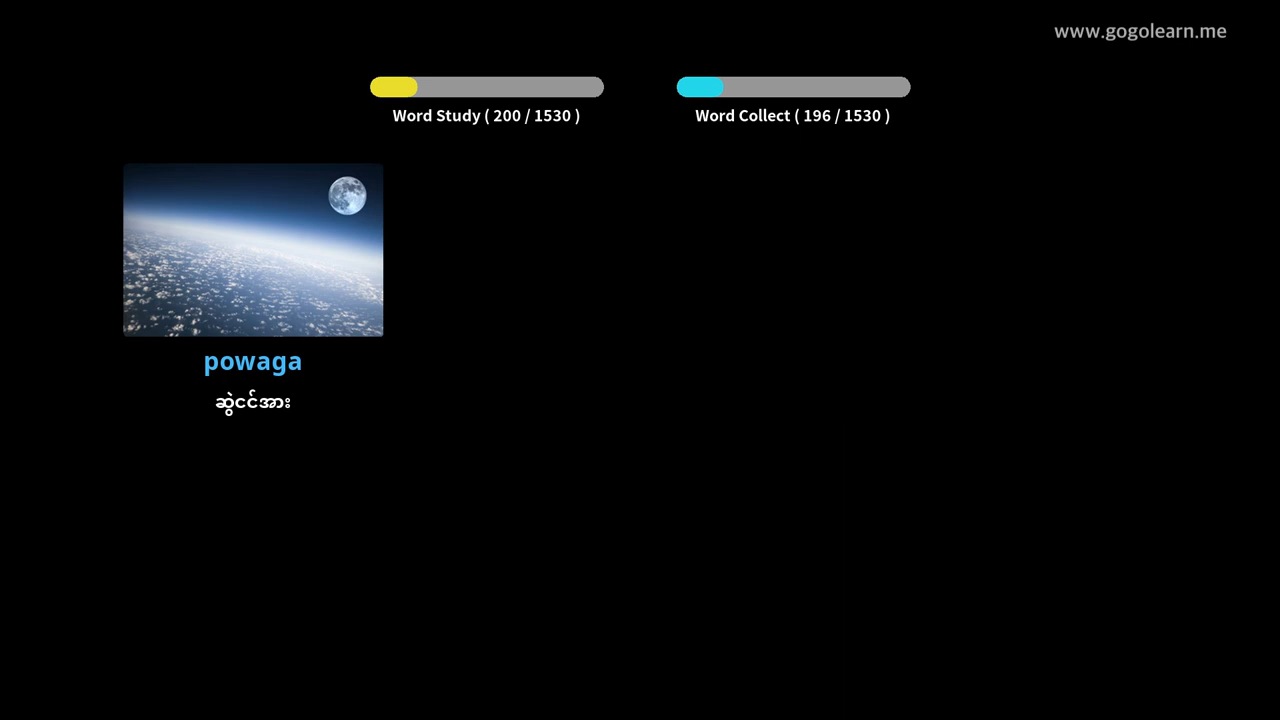 www.gogolearn.me
Word Study ( 200 / 1530 )
Word Collect ( 196 / 1530 )
powaga
ဆွဲငင်အား